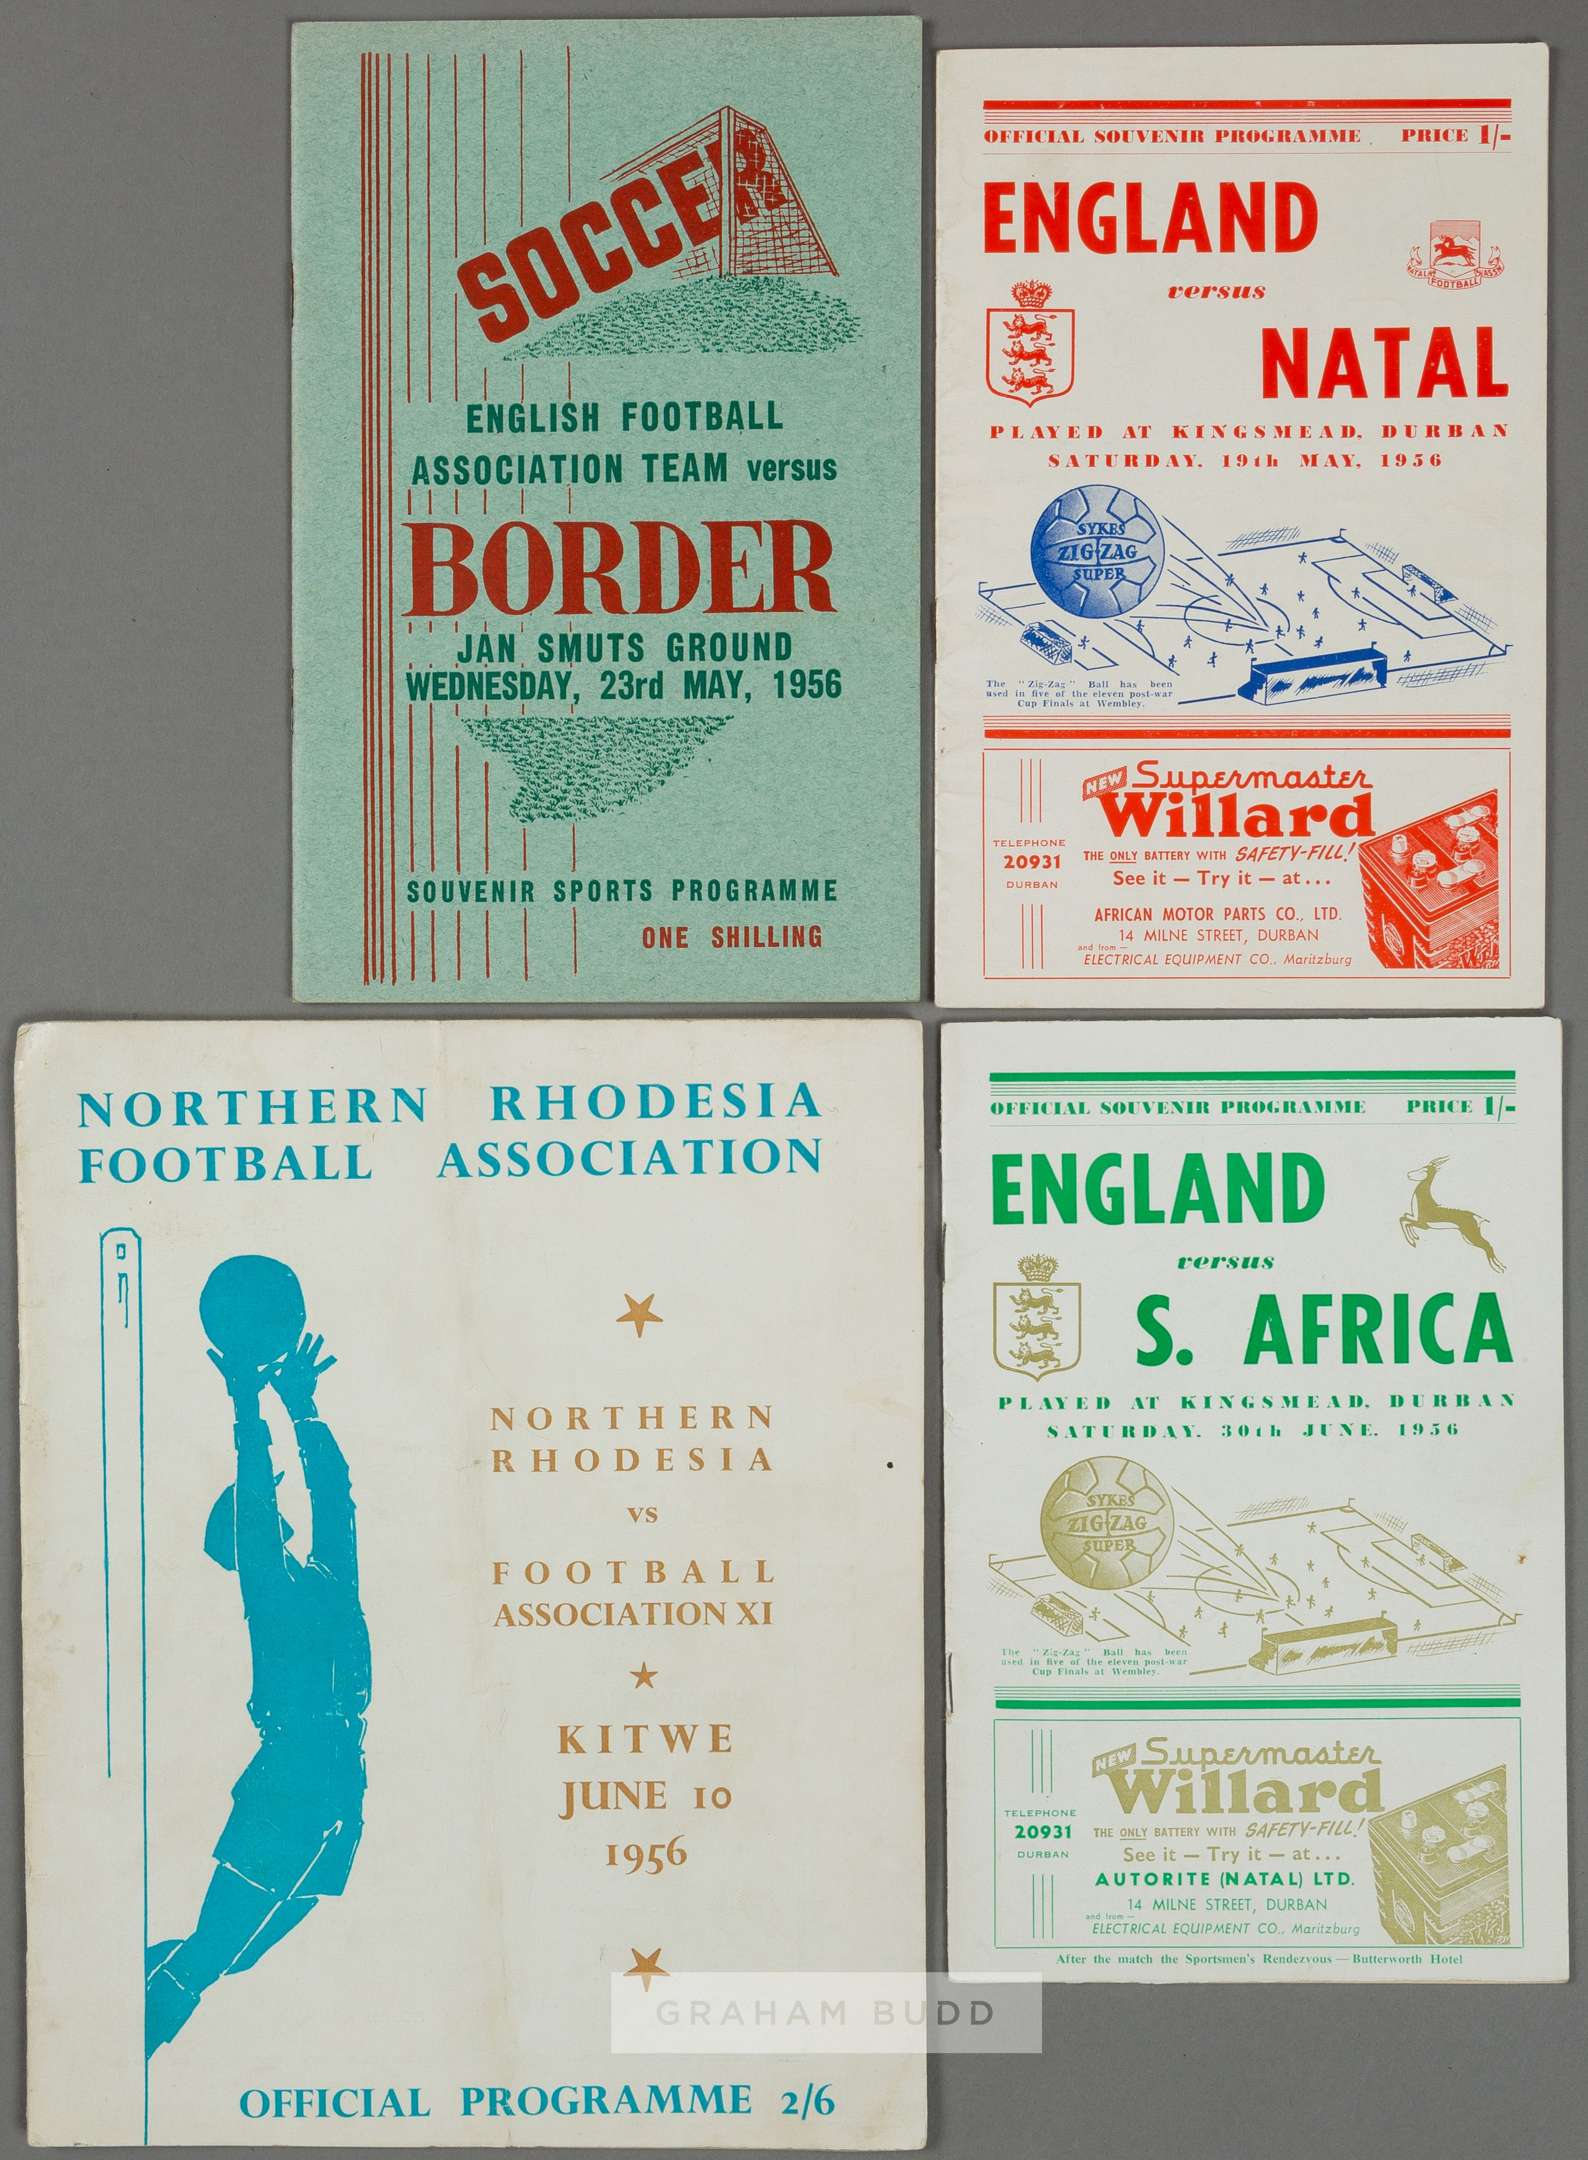 SOCCER
ENGLISH FOOTBALL
ASSOCIATION TEAM versus
BORDER
JAN SMUTS GROUND
WEDNESDAY, 23rd MAY, 1956
SOUVENIR SPORTS PROGRAMME
ONE SHILLING
OFFICIAL SOUVENIR PROGRAMME PRICE 1/-
ENGLAND
versus
NATAL FOOTBALL ASSN
NATAL
PLAYED AT KINGSMEAD, DURBAN
SATURDAY, 19th MAY, 1956
SYKES
ZIG-ZAG
SUPER
The "Zig-Zag" Ball has been
used in five of the eleven post-war
Cup Finals at Wembley.
NEW Supermaster
Willard
TELEPHONE
20931
DURBAN
THE ONLY BATTERY WITH SAFETY-FILL!
See it — Try it — at...
AFRICAN MOTOR PARTS CO., LTD.
14 MILNE STREET, DURBAN
and from —
ELECTRICAL EQUIPMENT CO., Maritzburg
NORTHERN RHODESIA
FOOTBALL ASSOCIATION
NORTHERN
RHODESIA
vs
FOOTBALL
ASSOCIATION XI
KITWE
JUNE 10
1956
OFFICIAL PROGRAMME 2/6
OFFICIAL SOUVENIR PROGRAMME PRICE 1/-
ENGLAND
versus
S. AFRICA
PLAYED AT KINGSMEAD, DURBAN
SATURDAY, 30th JUNE, 1956
SYKES
ZIG-ZAG
SUPER
The "Zig-Zag" Ball has been
used in five of the eleven post-war
Cup Finals at Wembley.
NEW Supermaster
Willard
TELEPHONE
20931
DURBAN
THE ONLY BATTERY WITH SAFETY-FILL!
See it — Try it — at...
AUTORITE (NATAL) LTD.
14 MILNE STREET, DURBAN
and from —
ELECTRICAL EQUIPMENT CO., Maritzburg
After the match the Sportsmen's Rendezvous — Butterworth Hotel
GRAHAM BUDD